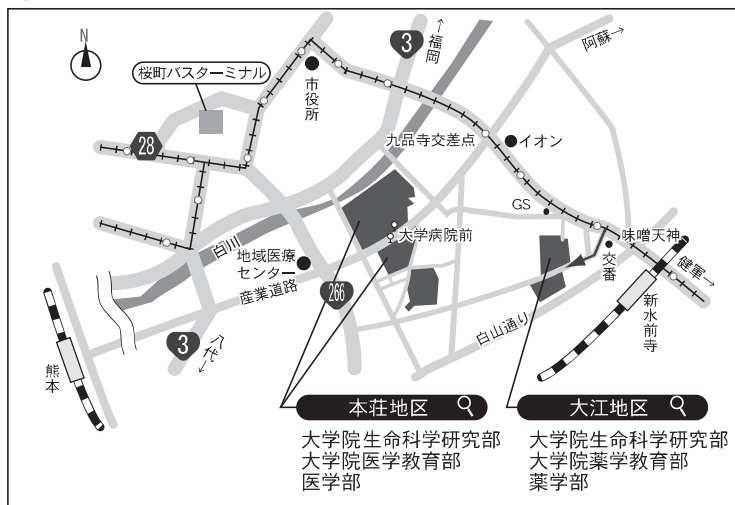 N
桜町バスターミナル
市役所
3
↑福岡
阿蘇→
九品寺交差点
イオン
28
GS
味噌天神
大学病院前
白川
地域医療
センター
産業道路
交番
健軍→
新水前寺
266
白山通り
3
八代↓
熊本
本荘地区
大学院生命科学研究部
大学院医学教育部
医学部
大江地区
大学院生命科学研究部
大学院薬学教育部
薬学部